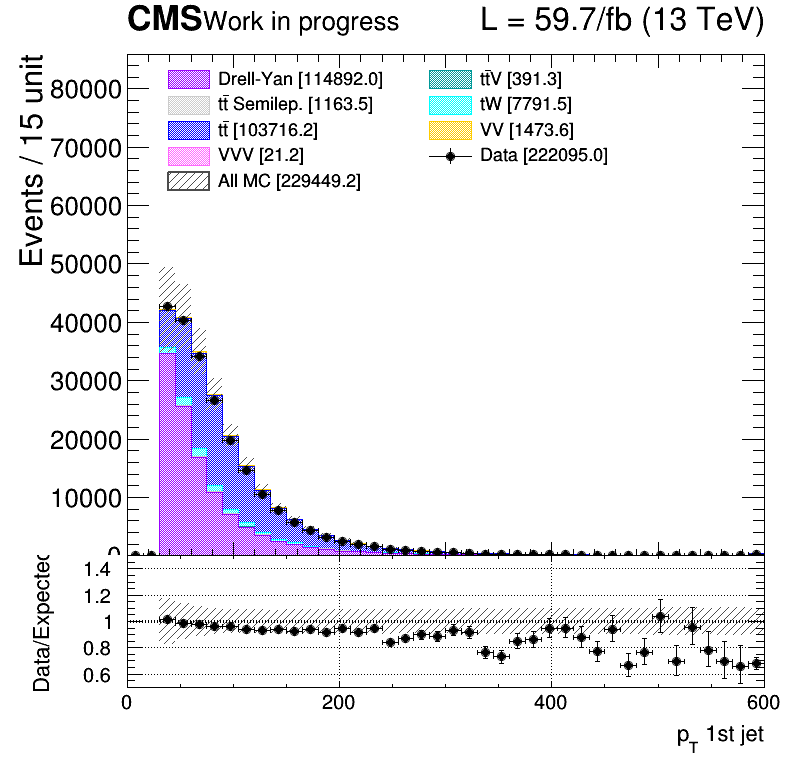 CMS Work in progress L = 59.7/fb (13 TeV)
Events / 15 unit
80000
70000
60000
50000
40000
30000
20000
10000
0
Drell-Yan [114892.0]
tt̄ Semilep. [1163.5]
tt̄ [103716.2]
VVV [21.2]
All MC [229449.2]
tt̄V [391.3]
tW [7791.5]
VV [1473.6]
Data [222095.0]
Data/Expected
1.4
1.2
1
0.8
0.6
0 200 400 600
p_T 1st jet